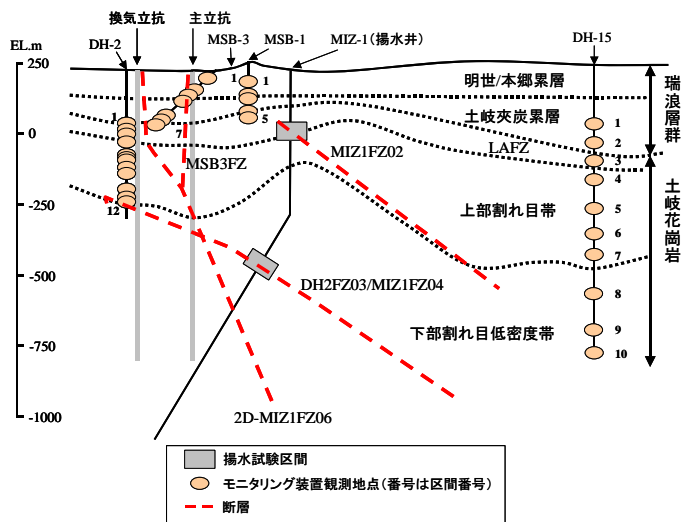 換気立抗
主立抗
EL.m
DH-2
MSB-3
MSB-1
MIZ-1(揚水井)
DH-15
250
0
-250
-500
-750
-1000
1
12
7
1
1
5
1
2
3
4
5
6
7
8
9
10
明世/本郷累層
土岐夾炭累層
LAFZ
MIZ1FZ02
MSB3FZ
上部割れ目帯
DH2FZ03/MIZ1FZ04
下部割れ目低密度帯
2D-MIZ1FZ06
瑞浪層群
土岐花崗岩
揚水試験区間
モニタリング装置観測地点(番号は区間番号)
断層